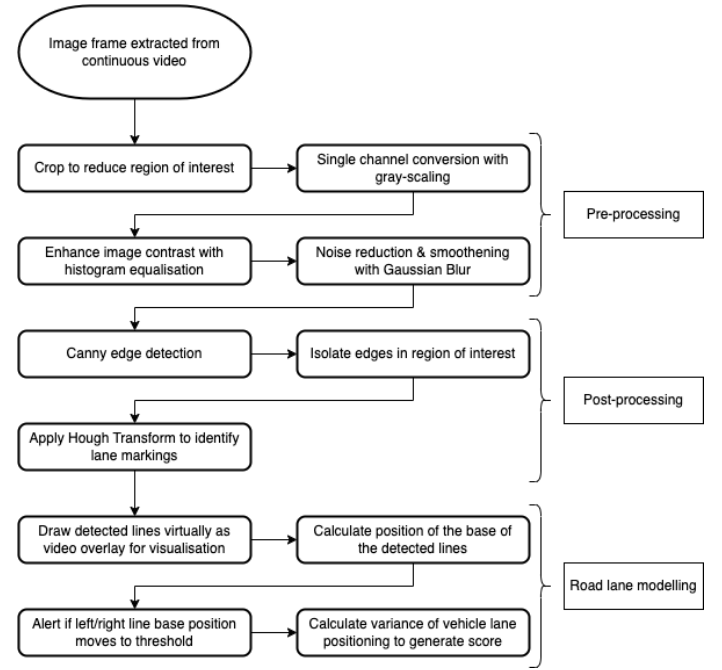 Image frame extracted from
continuous video
Crop to reduce region of interest
Single channel conversion with
gray-scaling
Enhance image contrast with
histogram equalisation
Noise reduction & smoothening
with Gaussian Blur
Pre-processing
Canny edge detection
Isolate edges in region of interest
Apply Hough Transform to identify
lane markings
Post-processing
Draw detected lines virtually as
video overlay for visualisation
Calculate position of the base of
the detected lines
Alert if left/right line base position
moves to threshold
Calculate variance of vehicle lane
positioning to generate score
Road lane modelling